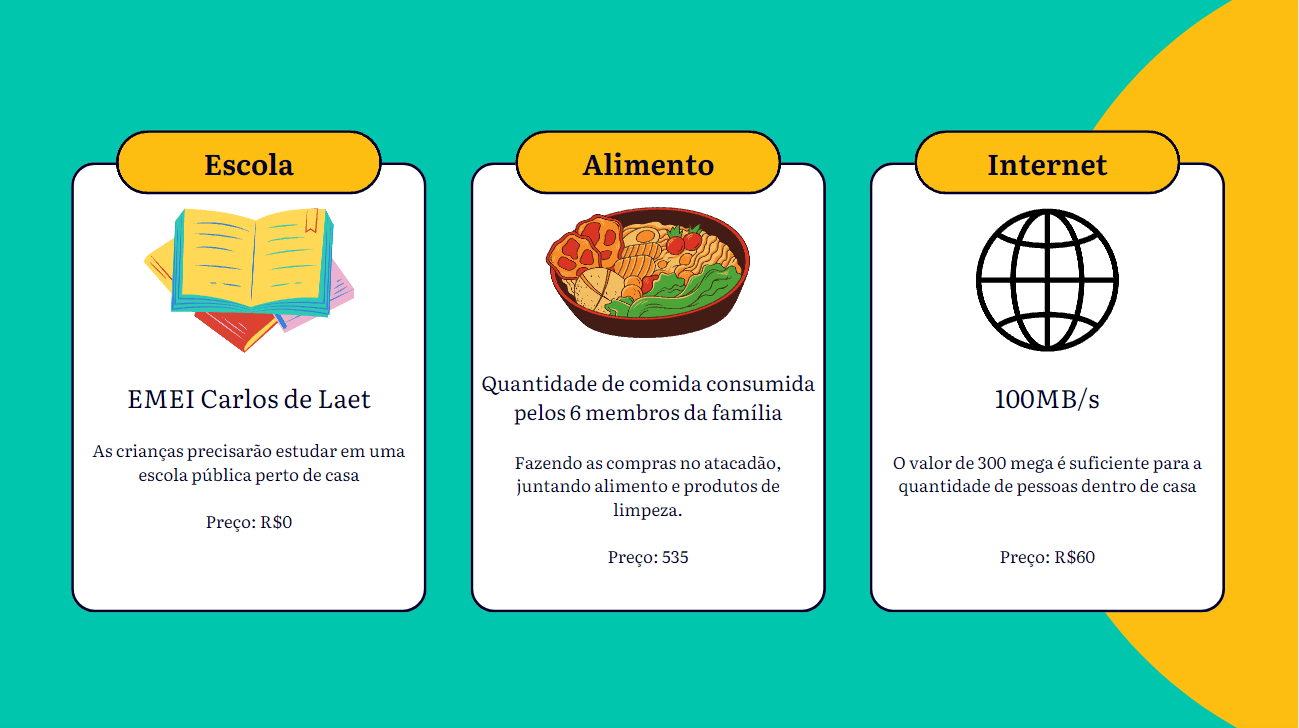 Escola
EMEI Carlos de Laet
As crianças precisarão estudar em uma
escola pública perto de casa
Preço: R$0
Alimento
Quantidade de comida consumida
pelos 6 membros da família
Fazendo as compras no atacadão,
juntando alimento e produtos de
limpeza.
Preço: 535
Internet
100MB/s
O valor de 300 mega é suficiente para a
quantidade de pessoas dentro de casa
Preço: R$60